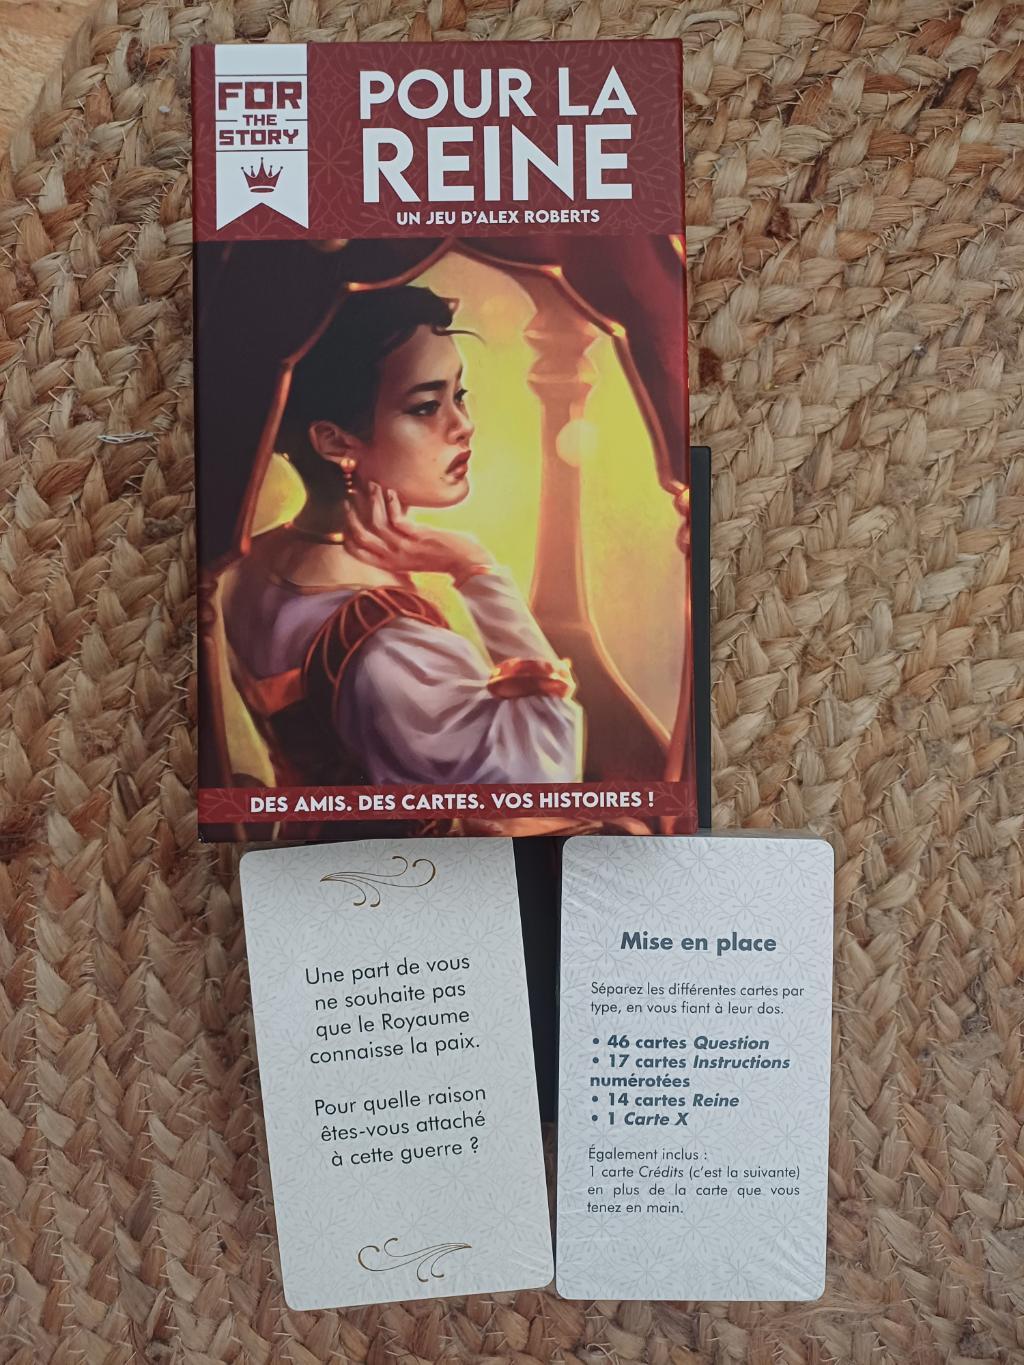 FOR
THE
STORY
POUR LA
REINE
UN JEU D'ALEX ROBERTS
DES AMIS. DES CARTES. VOS HISTOIRES !
Une part de vous
ne souhaite pas
que le Royaume
connaisse la paix.
Pour quelle raison
êtes-vous attaché
à cette guerre ?
Mise en place
Séparez les différentes cartes par
type, en vous fiant à leur dos.
• 46 cartes Question
• 17 cartes Instructions
numérotées
• 14 cartes Reine
• 1 Carte X
Également inclus :
1 carte Crédits (c'est la suivante)
en plus de la carte que vous
tenez en main.